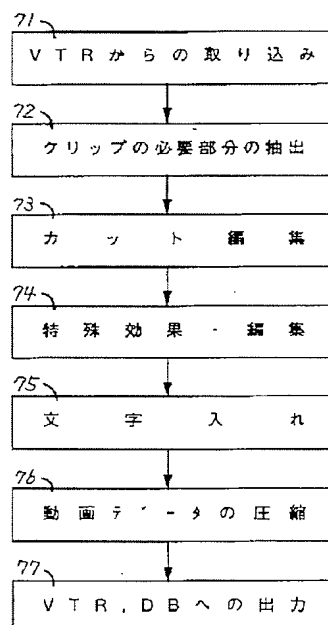 71
VTRからの取り込み
72
クリップの必要部分の抽出
73
カット編集
74
特殊効果・編集
75
文字入れ
76
動画データの圧縮
77
VTR,DBへの出力